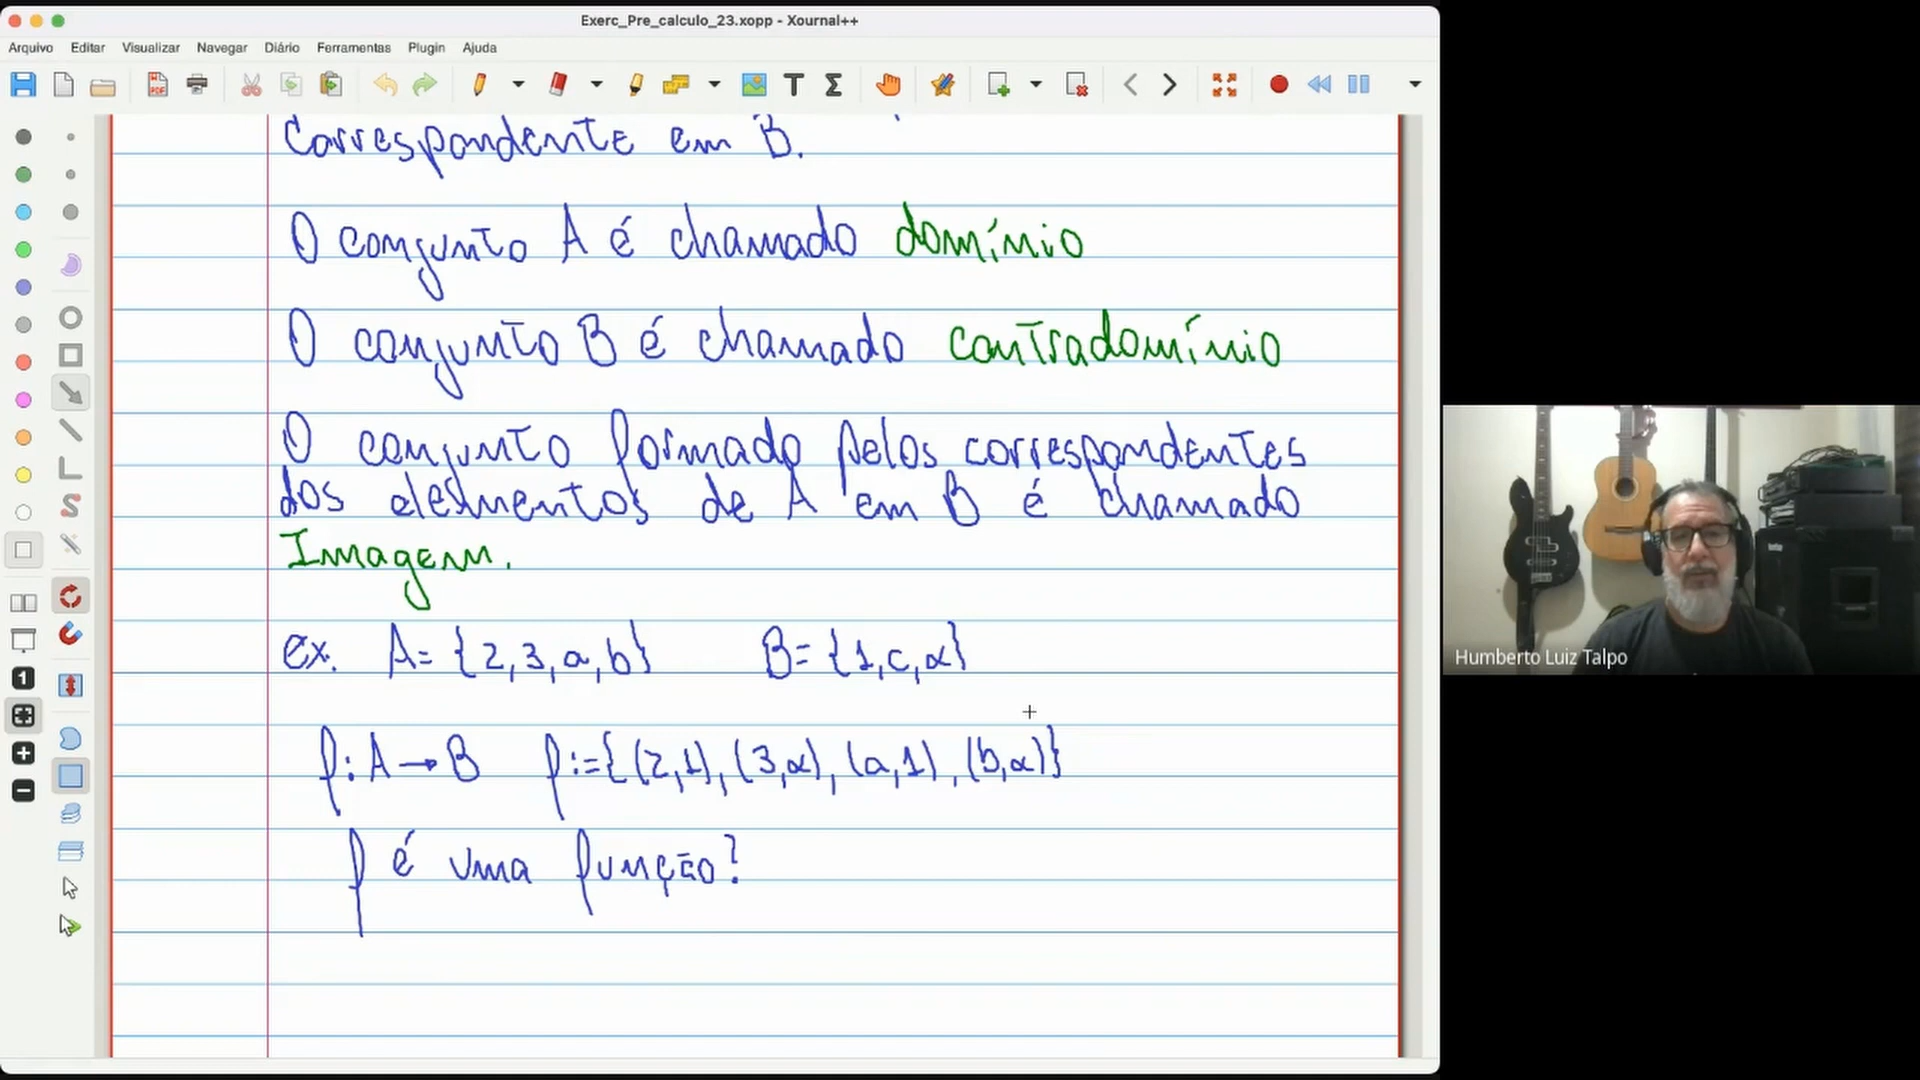 Exerc_Pre_calculo_23.xopp - Xournal++
Arquivo Editar Visualizar Navegar Diário Ferramentas Plugin Ajuda
Correspondente em B.
O conjunto A é chamado domínio
O conjunto B é chamado contradomínio
O conjunto formado pelos correspondentes
dos elementos de A em B é chamado
Imagem.
ex. A= {2,3,a,b} B= {1,c,α}
f: A → B f:={(2,1), (3,α), (a,1), (b,α)}
f é uma função?
Humberto Luiz Talpo